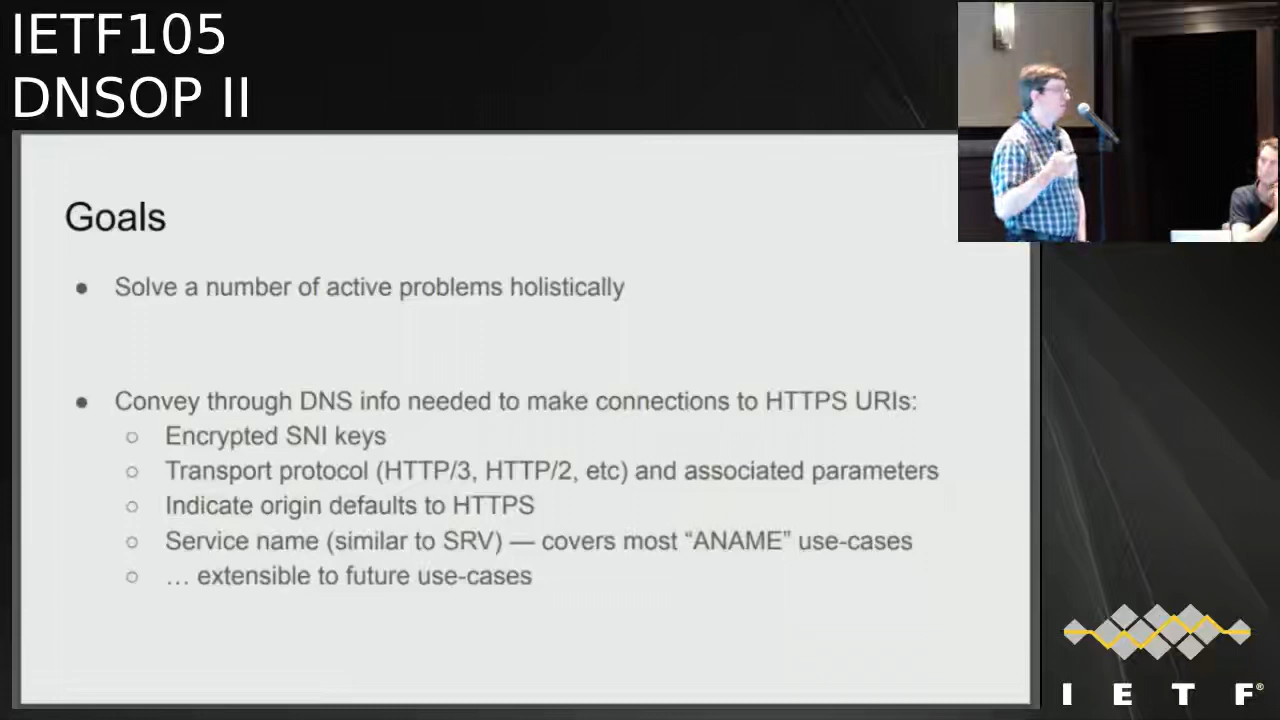 IETF105
DNSOP II
Goals
● Solve a number of active problems holistically
● Convey through DNS info needed to make connections to HTTPS URIs:
○ Encrypted SNI keys
○ Transport protocol (HTTP/3, HTTP/2, etc) and associated parameters
○ Indicate origin defaults to HTTPS
○ Service name (similar to SRV) — covers most “ANAME” use-cases
○ … extensible to future use-cases
I E T F®